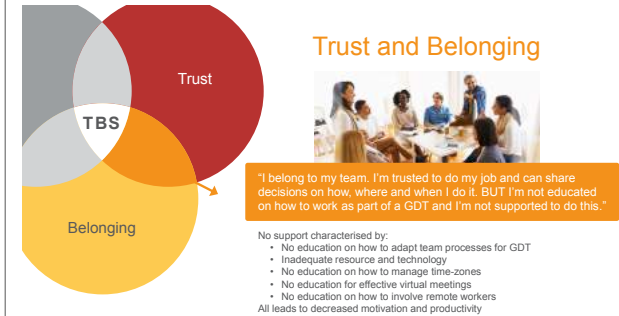 Trust and Belonging
Trust
TBS
Belonging
“I belong to my team. I’m trusted to do my job and can share
decisions on how, where and when I do it. BUT I’m not educated
on how to work as part of a GDT and I’m not supported to do this.”
No support characterised by:
• No education on how to adapt team processes for GDT
• Inadequate resource and technology
• No education on how to manage time-zones
• No education for effective virtual meetings
• No education on how to involve remote workers
All leads to decreased motivation and productivity